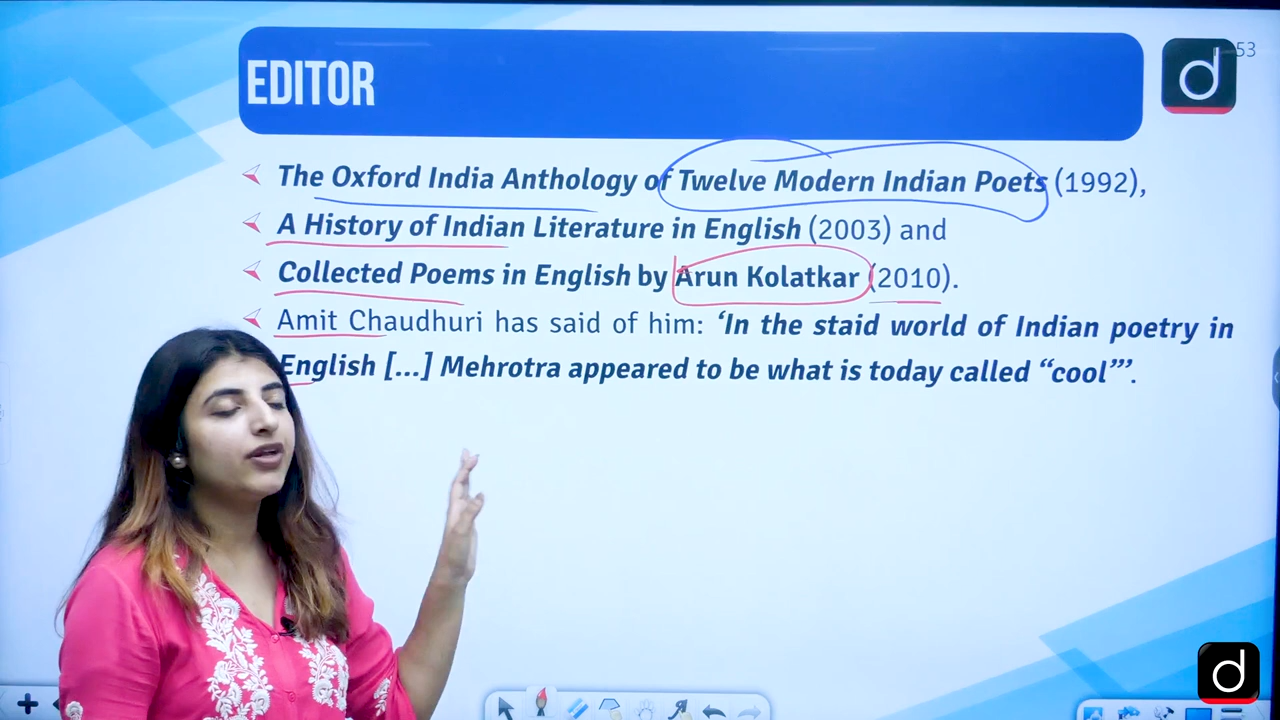 53
EDITOR
The Oxford India Anthology of Twelve Modern Indian Poets (1992),
A History of Indian Literature in English (2003) and
Collected Poems in English by Arun Kolatkar (2010).
Amit Chaudhuri has said of him: ‘In the staid world of Indian poetry in
English [...] Mehrotra appeared to be what is today called “cool”’.
d
d